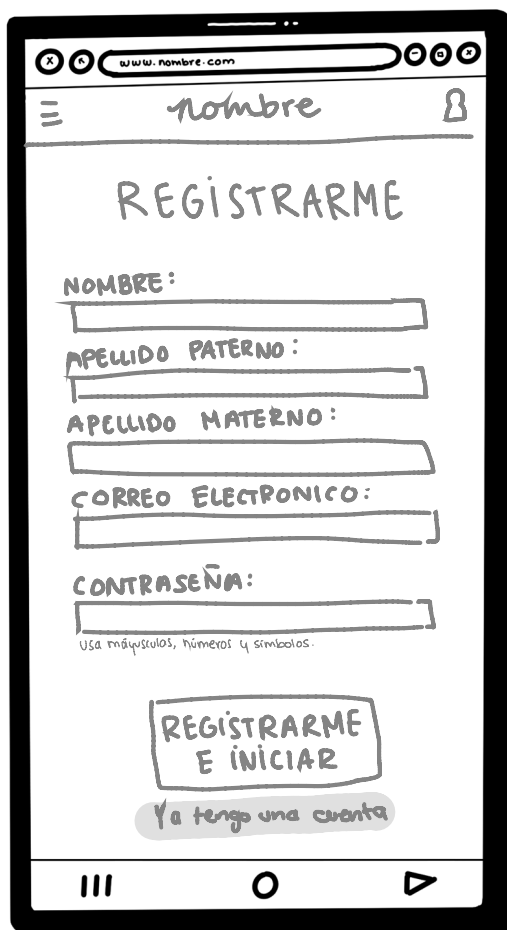 www.nombre.com
nombre
REGISTRARME
NOMBRE:
APELLIDO PATERNO:
APELLIDO MATERNO:
CORREO ELECTRONICO:
CONTRASEÑA:
Usa máyusculas, números y simbolos.
REGISTRARME
E INICIAR
Ya tengo una cuenta